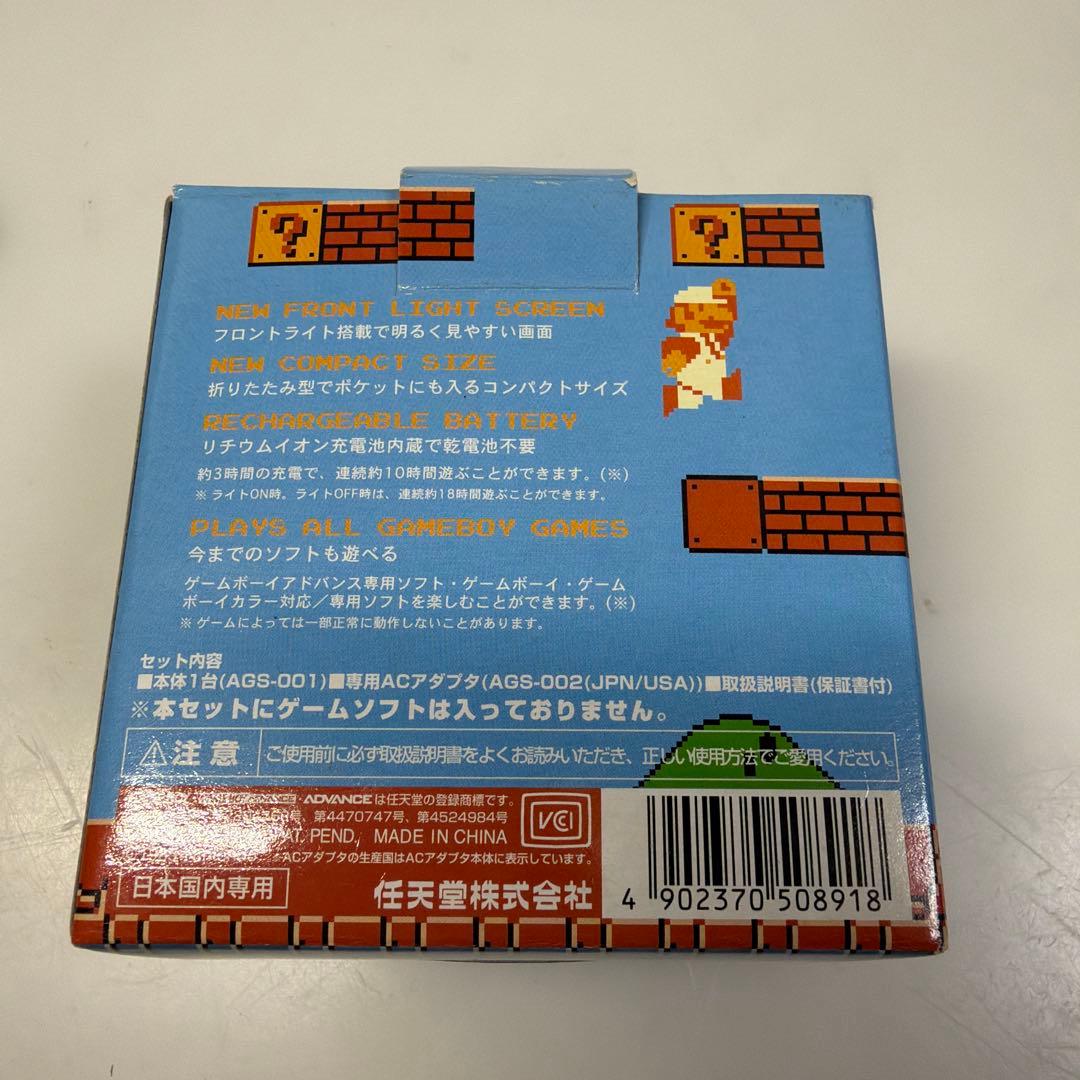 NEW FRONT LIGHT SCREEN
フロントライト搭載で明るく見やすい画面
NEW COMPACT SIZE
折りたたみ型でポケットにも入るコンパクトサイズ
RECHARGEABLE BATTERY
リチウムイオン充電池内蔵で乾電池不要
約3時間の充電で、連続約10時間遊ぶことができます。(※)
※ ライトON時。ライトOFF時は、連続約18時間遊ぶことができます。
PLAYS ALL GAMEBOY GAMES
今までのソフトも遊べる
ゲームボーイアドバンス専用ソフト・ゲームボーイ・ゲーム
ボーイカラー対応/専用ソフトを楽しむことができます。(※)
※ ゲームによっては一部正常に動作しないことがあります。
セット内容
■本体1台(AGS-001)■専用ACアダプタ(AGS-002(JPN/USA))■取扱説明書(保証書付)
※本セットにゲームソフトは入っておりません。
⚠注意 ご使用前に必ず取扱説明書をよくお読みいただき、正しい使用方法でご愛用ください。
ADVANCEは任天堂の登録商標です。
号、第4470747号、第4524984号
PAT. PEND. MADE IN CHINA
ACアダプタの生産国はACアダプタ本体に表示しています。
VCI
日本国内専用
任天堂株式会社
4 902370 508918